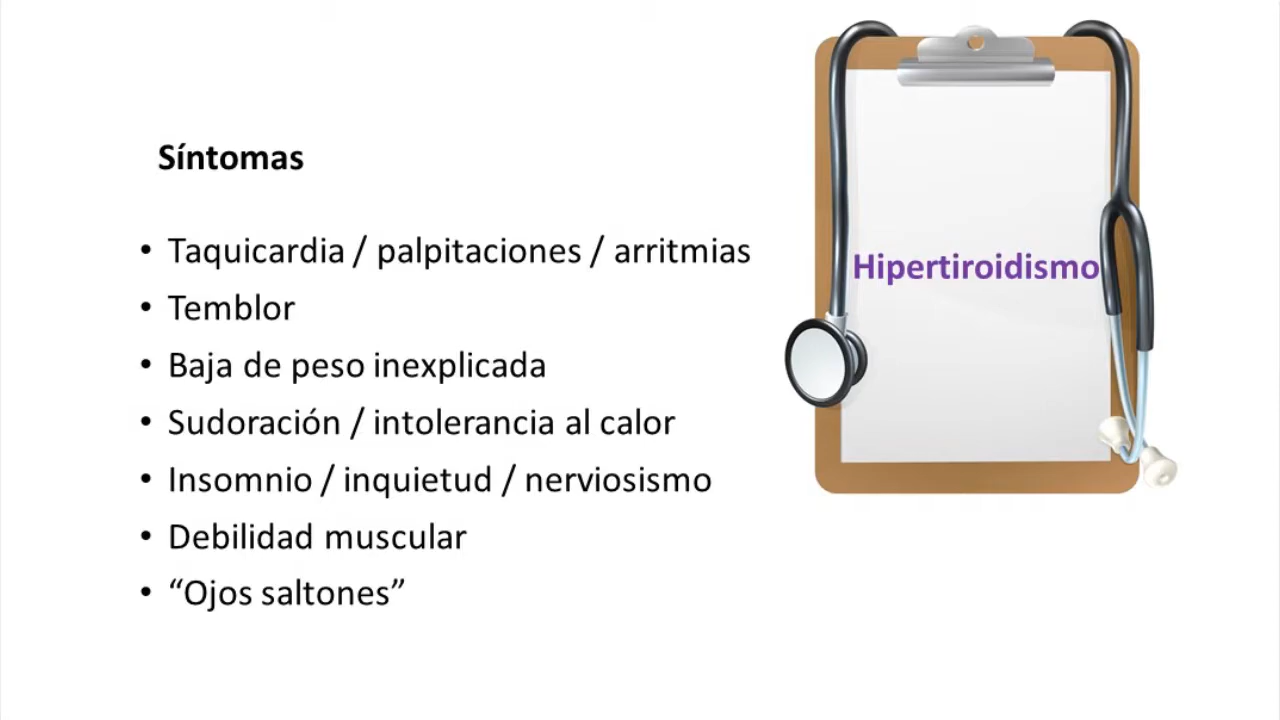 Síntomas
• Taquicardia / palpitaciones / arritmias
• Temblor
• Baja de peso inexplicada
• Sudoración / intolerancia al calor
• Insomnio / inquietud / nerviosismo
• Debilidad muscular
• “Ojos saltones”
Hipertiroidismo